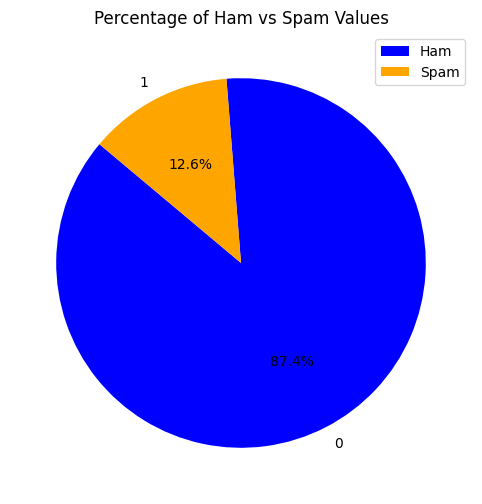 Percentage of Ham vs Spam Values
Ham
Spam
1
12.6%
87.4%
0